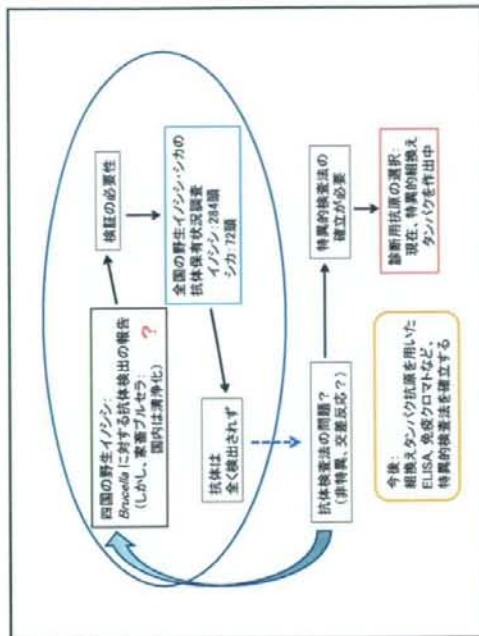 四国の野生イノシシ:
Brucella に対する抗体検出の報告
(しかし、家畜ブルセラ:
国内は清浄化)
?
検証の必要性
全国の野生イノシシ・シカの
抗体保有状況調査
イノシシ:284頭
シカ:72頭
抗体は
全く検出されず
抗体検査法の問題?
(非特異、交差反応?)
特異的検査法の
確立が必要
診断用抗原の選択:
現在、特異的組換え
タンパクを作出中
今後:
組換えタンパク抗原を用いた
ELISA, 免疫クロマトなど、
特異的検査法を確立する